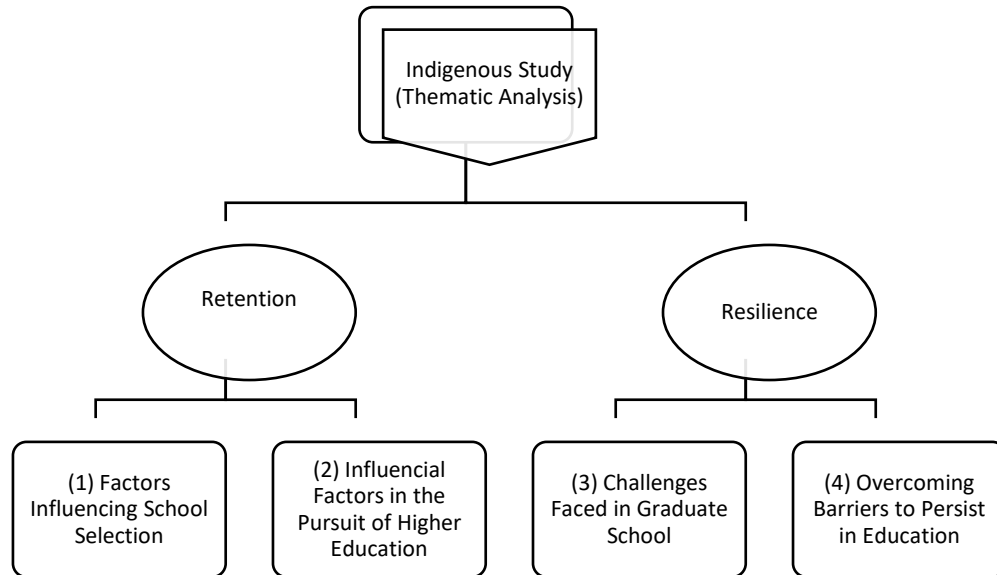 Indigenous Study
(Thematic Analysis)
Retention
Resilience
(1) Factors
Influencing School
Selection
(2) Influencial
Factors in the
Pursuit of Higher
Education
(3) Challenges
Faced in Graduate
School
(4) Overcoming
Barriers to Persist
in Education